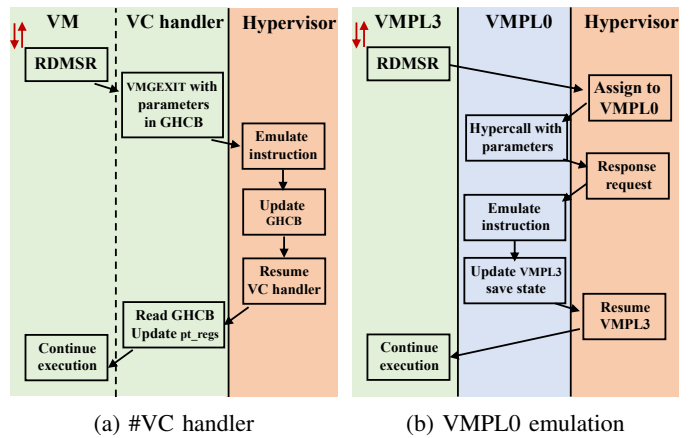 VM
VC handler
Hypervisor
RDMSR
VMGEXIT with
parameters
in GHCB
Emulate
instruction
Update
GHCB
Resume
VC handler
Read GHCB
Update pt_regs
Continue
execution
(a) #VC handler
VMPL3
VMPL0
Hypervisor
RDMSR
Assign to
VMPL0
Hypercall with
parameters
Response
request
Emulate
instruction
Update VMPL3
save state
Resume
VMPL3
Continue
execution
(b) VMPL0 emulation